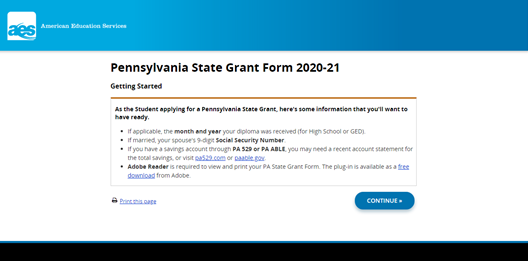 aes American Education Services
Pennsylvania State Grant Form 2020-21
Getting Started
As the Student applying for a Pennsylvania State Grant, here's some information that you'll want to
have ready.
• If applicable, the month and year your diploma was received (for High School or GED).
• If married, your spouse's 9-digit Social Security Number.
• If you have a savings account through PA 529 or PA ABLE, you may need a recent account statement for
the total savings, or visit pa529.com or paable.gov.
• Adobe Reader is required to view and print your PA State Grant Form. The plug-in is available as a free
download from Adobe.
Print this page
CONTINUE »